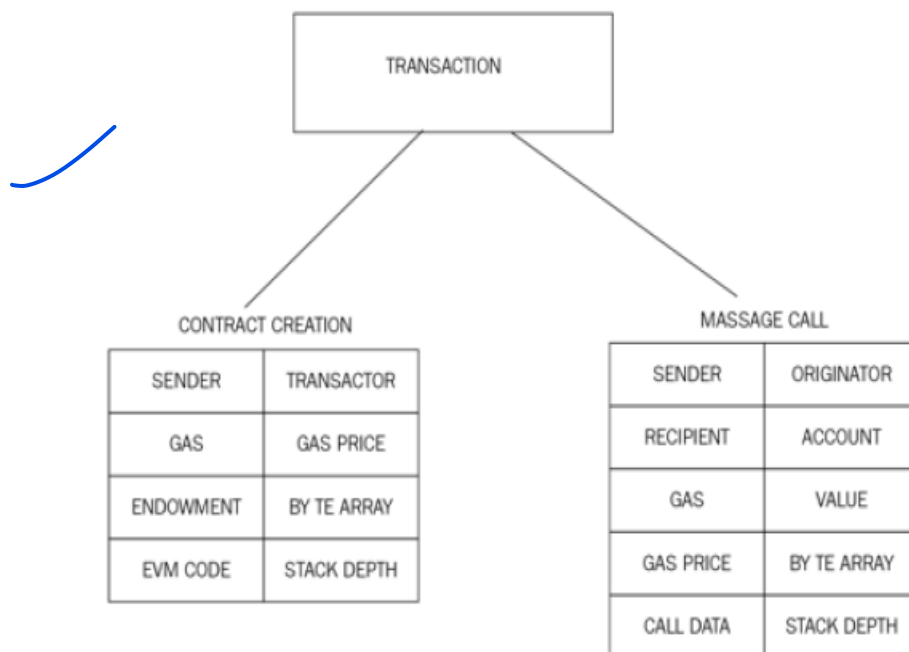 TRANSACTION
CONTRACT CREATION
SENDER TRANSACTOR
GAS GAS PRICE
ENDOWMENT BY TE ARRAY
EVM CODE STACK DEPTH
MASSAGE CALL
SENDER ORIGINATOR
RECIPIENT ACCOUNT
GAS VALUE
GAS PRICE BY TE ARRAY
CALL DATA STACK DEPTH